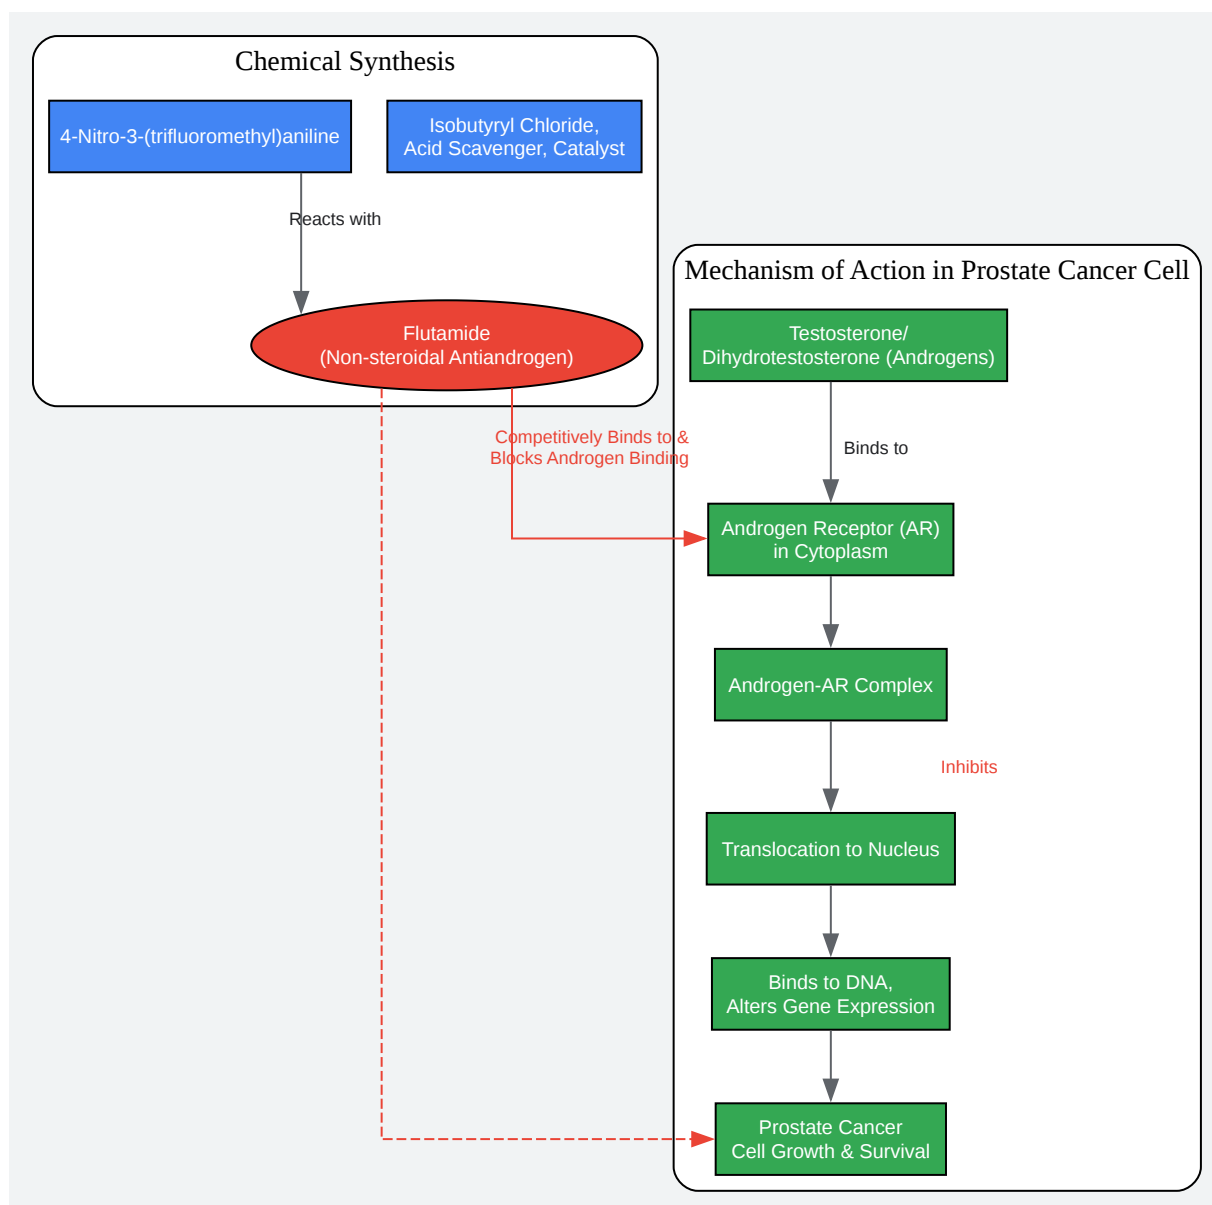 Chemical Synthesis
4-Nitro-3-(trifluoromethyl)aniline
Isobutyryl Chloride,
Acid Scavenger, Catalyst
Reacts with
Flutamide
(Non-steroidal Antiandrogen)
Competitively Binds to &
Blocks Androgen Binding
Mechanism of Action in Prostate Cancer Cell
Testosterone/
Dihydrotestosterone (Androgens)
Binds to
Androgen Receptor (AR)
in Cytoplasm
Androgen-AR Complex
Inhibits
Translocation to Nucleus
Binds to DNA,
Alters Gene Expression
Prostate Cancer
Cell Growth & Survival